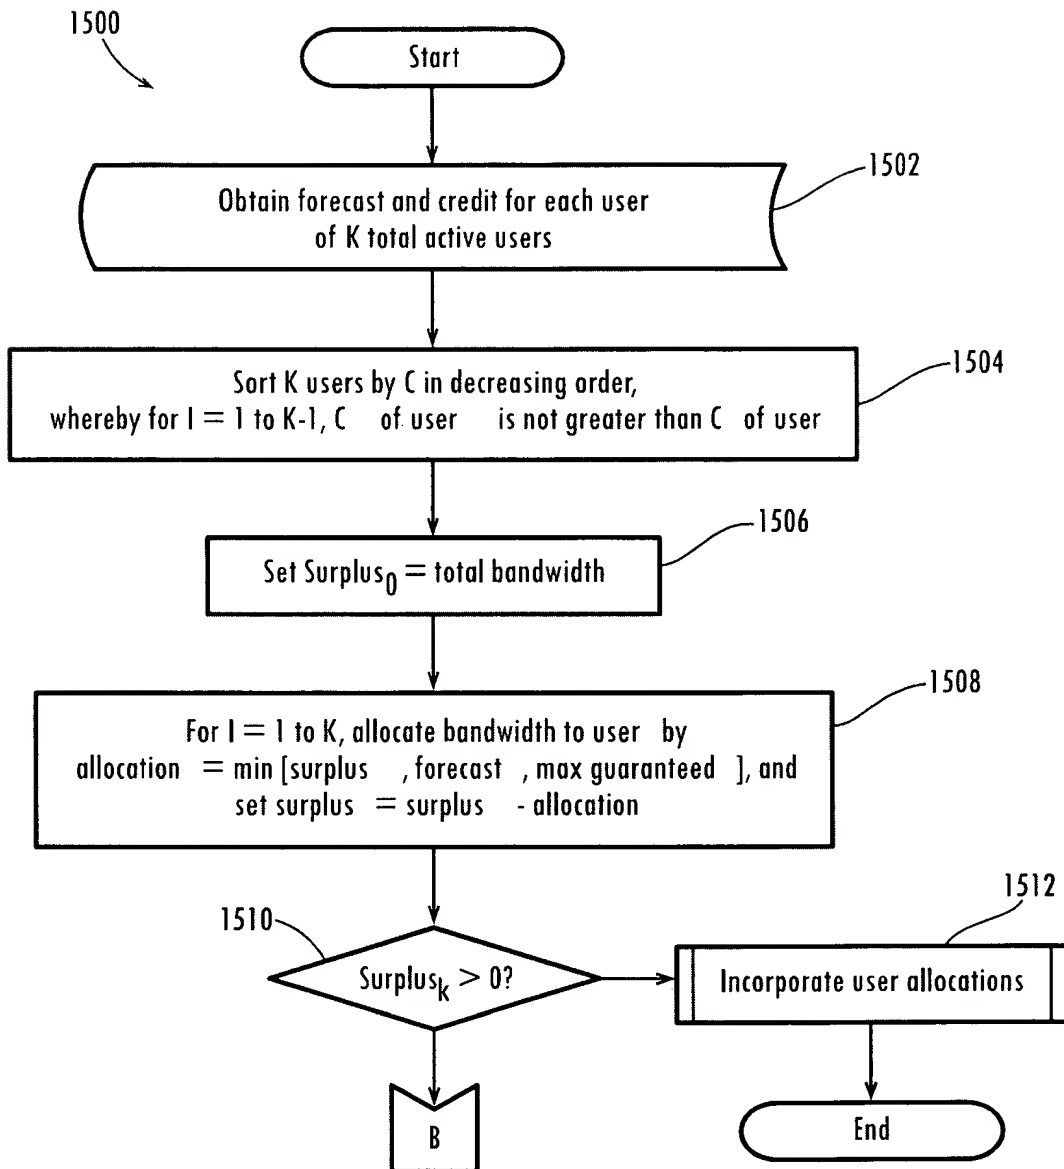 1500
Start
1502
Obtain forecast and credit for each user
of K total active users
1504
Sort K users by C in decreasing order,
whereby for I = 1 to K-1, C of user is not greater than C of user
1506
Set Surplus0 = total bandwidth
1508
For I = 1 to K, allocate bandwidth to user by
allocation = min [surplus , forecast , max guaranteed ], and
set surplus = surplus - allocation
1510
Surplusk > 0?
1512
Incorporate user allocations
B
End